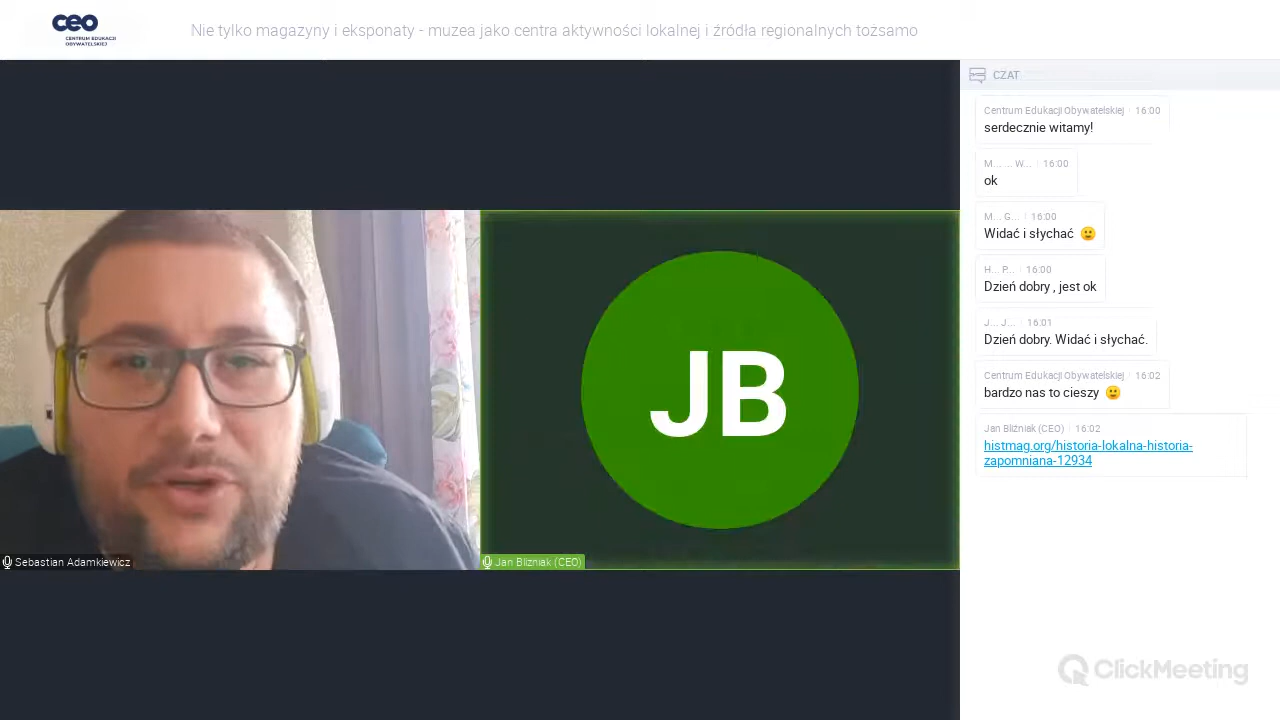 ceo
CENTRUM EDUKACJI
OBYWATELSKIEJ
Nie tylko magazyny i eksponaty - muzea jako centra aktywności lokalnej i źródła regionalnych tożsamo
CZAT
Centrum Edukacji Obywatelskiej 16:00
serdecznie witamy!
M... ... W... 16:00
ok
M... G... 16:00
Widać i słychać 🙂
H... P... 16:00
Dzień dobry , jest ok
J... J... 16:01
Dzień dobry. Widać i słychać.
Centrum Edukacji Obywatelskiej 16:02
bardzo nas to cieszy 🙂
Jan Bliźniak (CEO) 16:02
histmag.org/historia-lokalna-historia-
zapomniana-12934
JB
Sebastian Adamkiewicz
Jan Bliźniak (CEO)
ClickMeeting